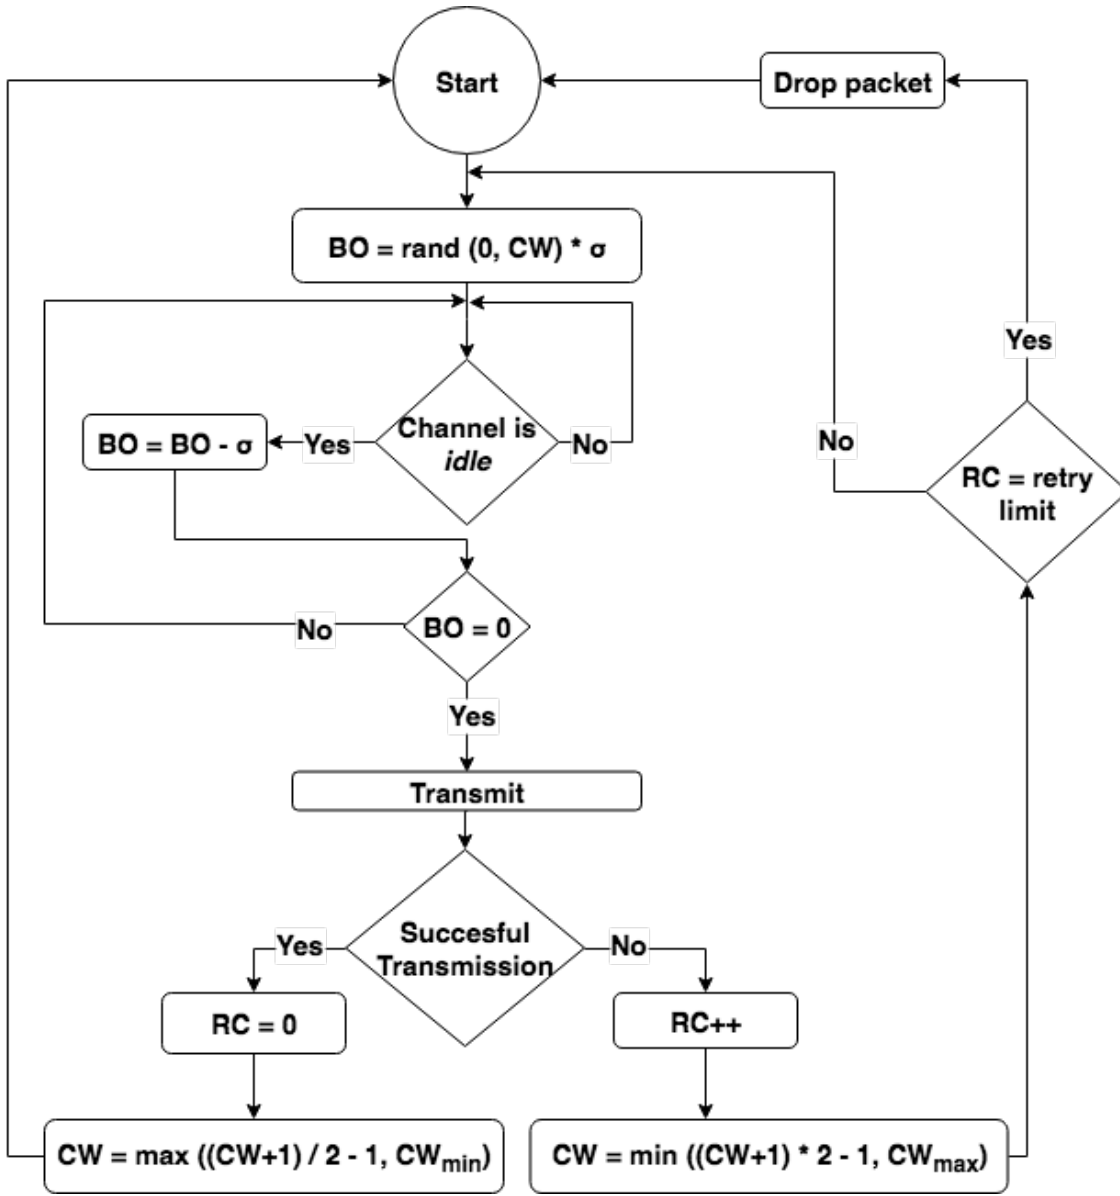 Start
Drop packet
BO = rand (0, CW) * σ
Yes
Channel is
idle
Yes
No
BO = BO - σ
No
RC = retry
limit
BO = 0
No
Yes
Transmit
Succesful
Transmission
Yes
No
RC = 0
RC++
CW = max ((CW+1) / 2 - 1, CWmin)
CW = min ((CW+1) * 2 - 1, CWmax)